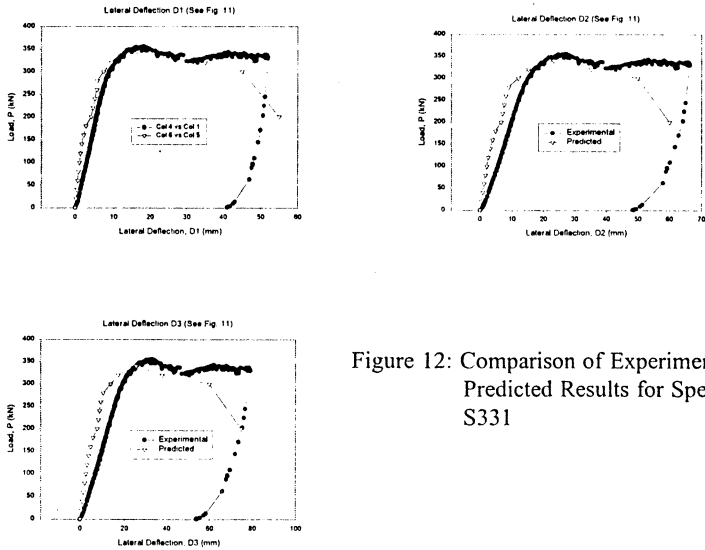 Lateral Deflection D1 (See Fig. 11)
400
350
300
250
200
150
100
50
0
Load, P (kN)
Col 4 vs Col 1
Col 6 vs Col 5
0 10 20 30 40 50 60
Lateral Deflection, D1 (mm)
Lateral Deflection D2 (See Fig. 11)
400
350
300
250
200
150
100
50
0
Load, P (kN)
Experimental
Predicted
0 10 20 30 40 50 60 70
Lateral Deflection, D2 (mm)
Lateral Deflection D3 (See Fig. 11)
400
350
300
250
200
150
100
50
0
Load, P (kN)
Experimental
Predicted
0 20 40 60 80 100
Lateral Deflection, D3 (mm)
Figure 12: Comparison of Experimen
Predicted Results for Spe
S331